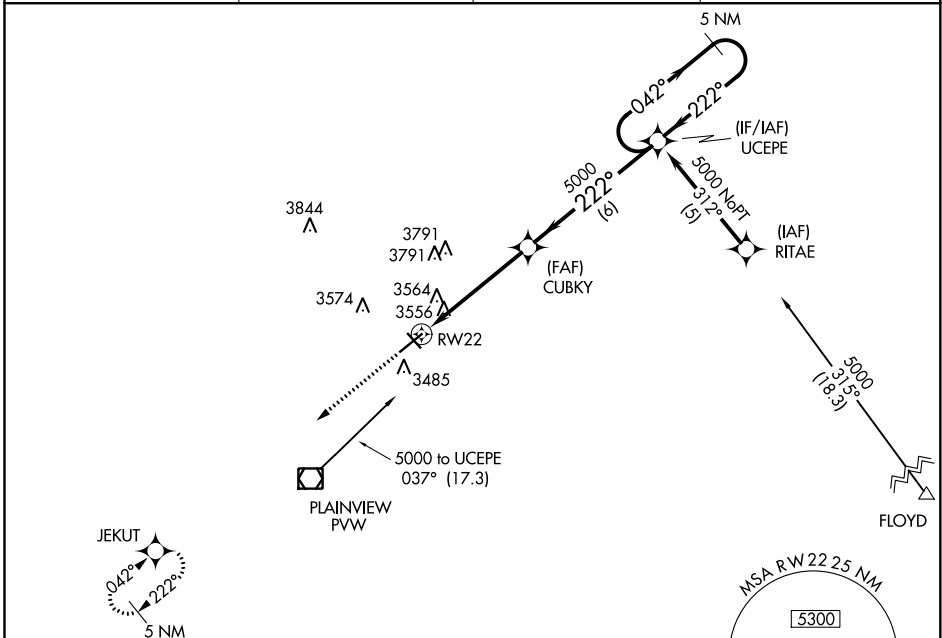 5 NM
042°
222°
(IF/IAF)
UCEPE
5000
222°
(6)
5000 NoPT
312°
(5)
(IAF)
RITAE
3844
3791
3791
(FAF)
CUBKY
3574
3564
3556
RW22
3485
5000
315°
(18.3)
5000 to UCEPE
037° (17.3)
PLAINVIEW
PVW
FLOYD
JEKUT
042°
222°
5 NM
MSA RW 22 25 NM
5300